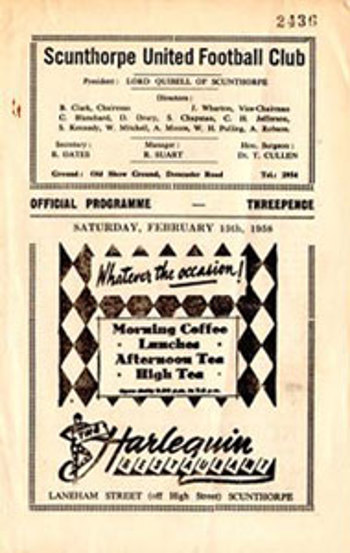 2436
Scunthorpe United Football Club
President: LORD QUIBELL OF SCUNTHORPE
Directors:
B. Clark, Chairman J. Wharton, Vice-Chairman
C. Blanchard, D. Drury, S. Chapman, C. H. Jefferson,
S. Kennedy, W. Mitchell, A. Moore, W. H. Pulling, A. Robson.
Secretary: Manager: Hon. Surgeon:
E. OATES R. SUART Dr. T. CULLEN
Ground: Old Show Ground, Doncaster Road Tel.: 2954
OFFICIAL PROGRAMME — THREEPENCE
SATURDAY, FEBRUARY 15th, 1958
Whatever the occasion!
Morning Coffee
· Lunches ·
Afternoon Tea
· High Tea ·
THE
Harlequin
RESTAURANT
LANEHAM STREET (off High Street) SCUNTHORPE